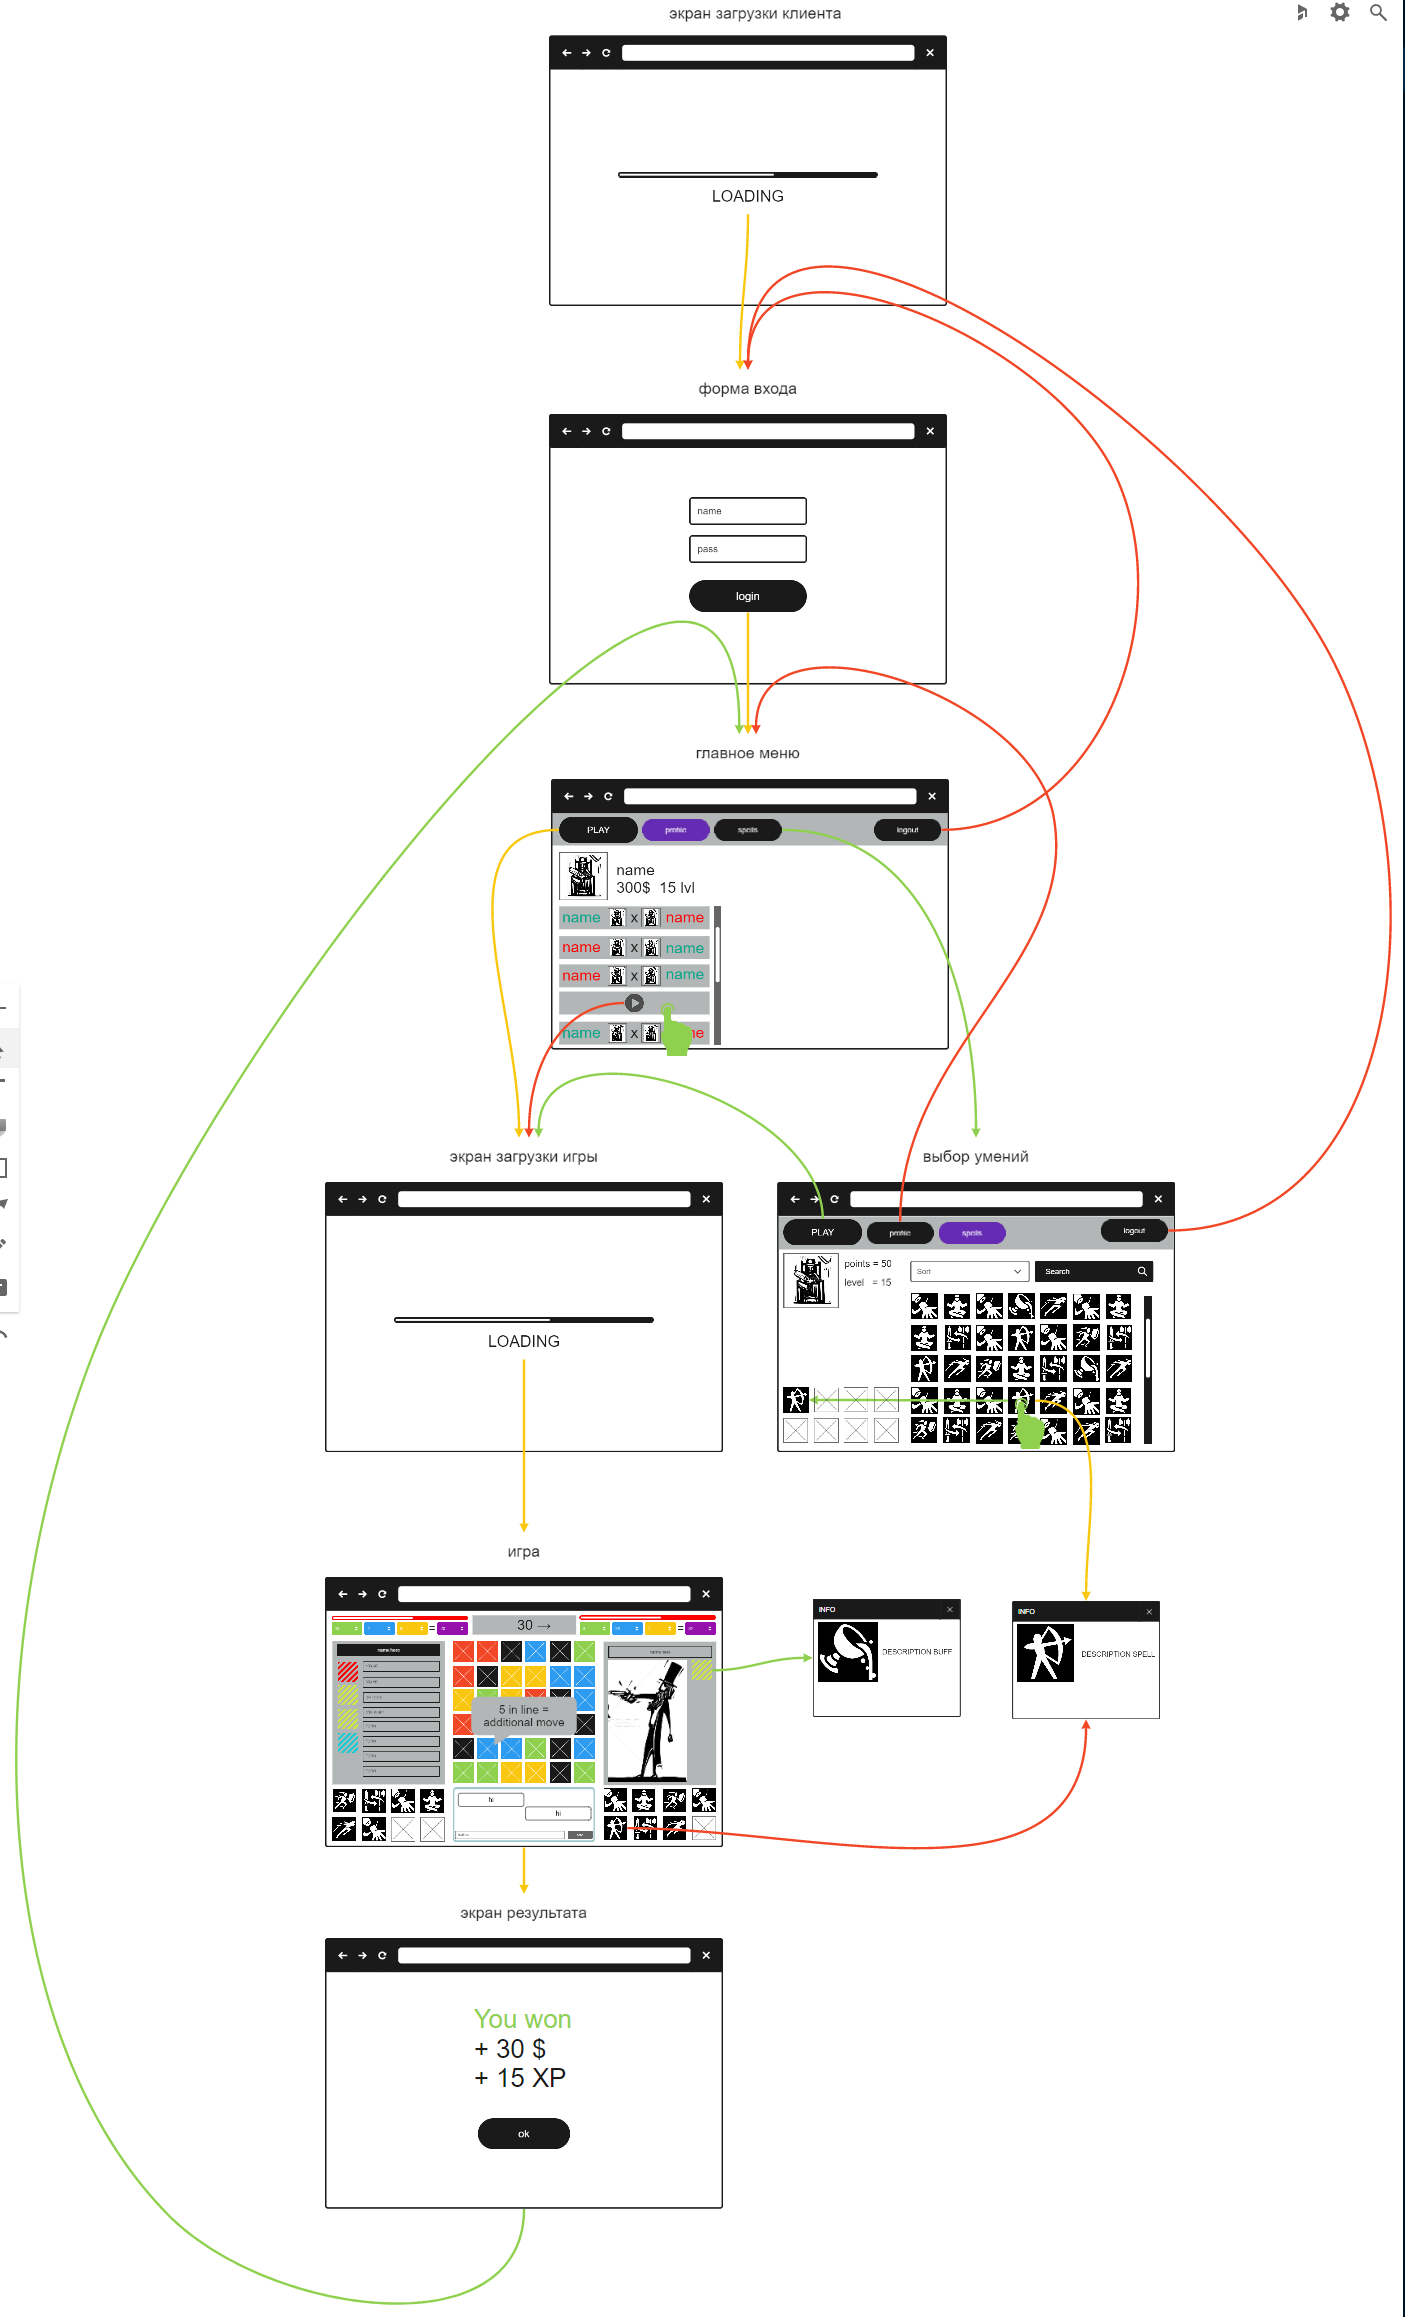 экран загрузки клиента
LOADING
форма входа
name
pass
login
главное меню
PLAY
profile
spells
logout
name
300$ 15 lvl
name x name
name x name
name x name
name x
экран загрузки игры
выбор умений
LOADING
PLAY
profile
spells
logout
points = 50
level = 15
Sort
Search
игра
30 →
name here
5 in line =
additional move
hi
hi
INFO
DESCRIPTION BUFF
INFO
DESCRIPTION SPELL
экран результата
You won
+ 30 $
+ 15 XP
ok